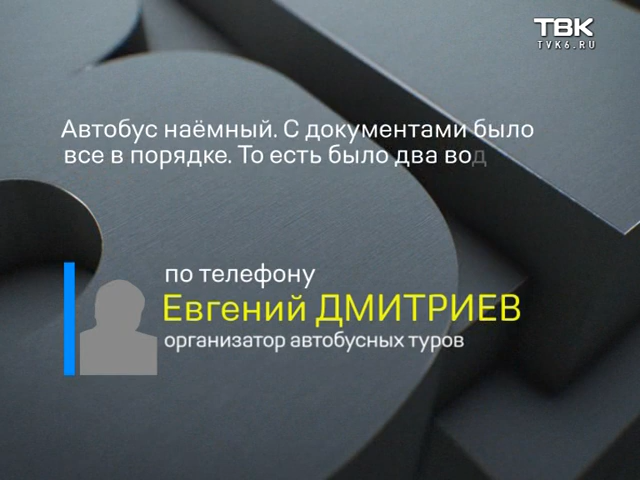 ТВК
TVK6.RU
Автобус наёмный. С документами было
все в порядке. То есть было два вод
по телефону
Евгений ДМИТРИЕВ
организатор автобусных туров